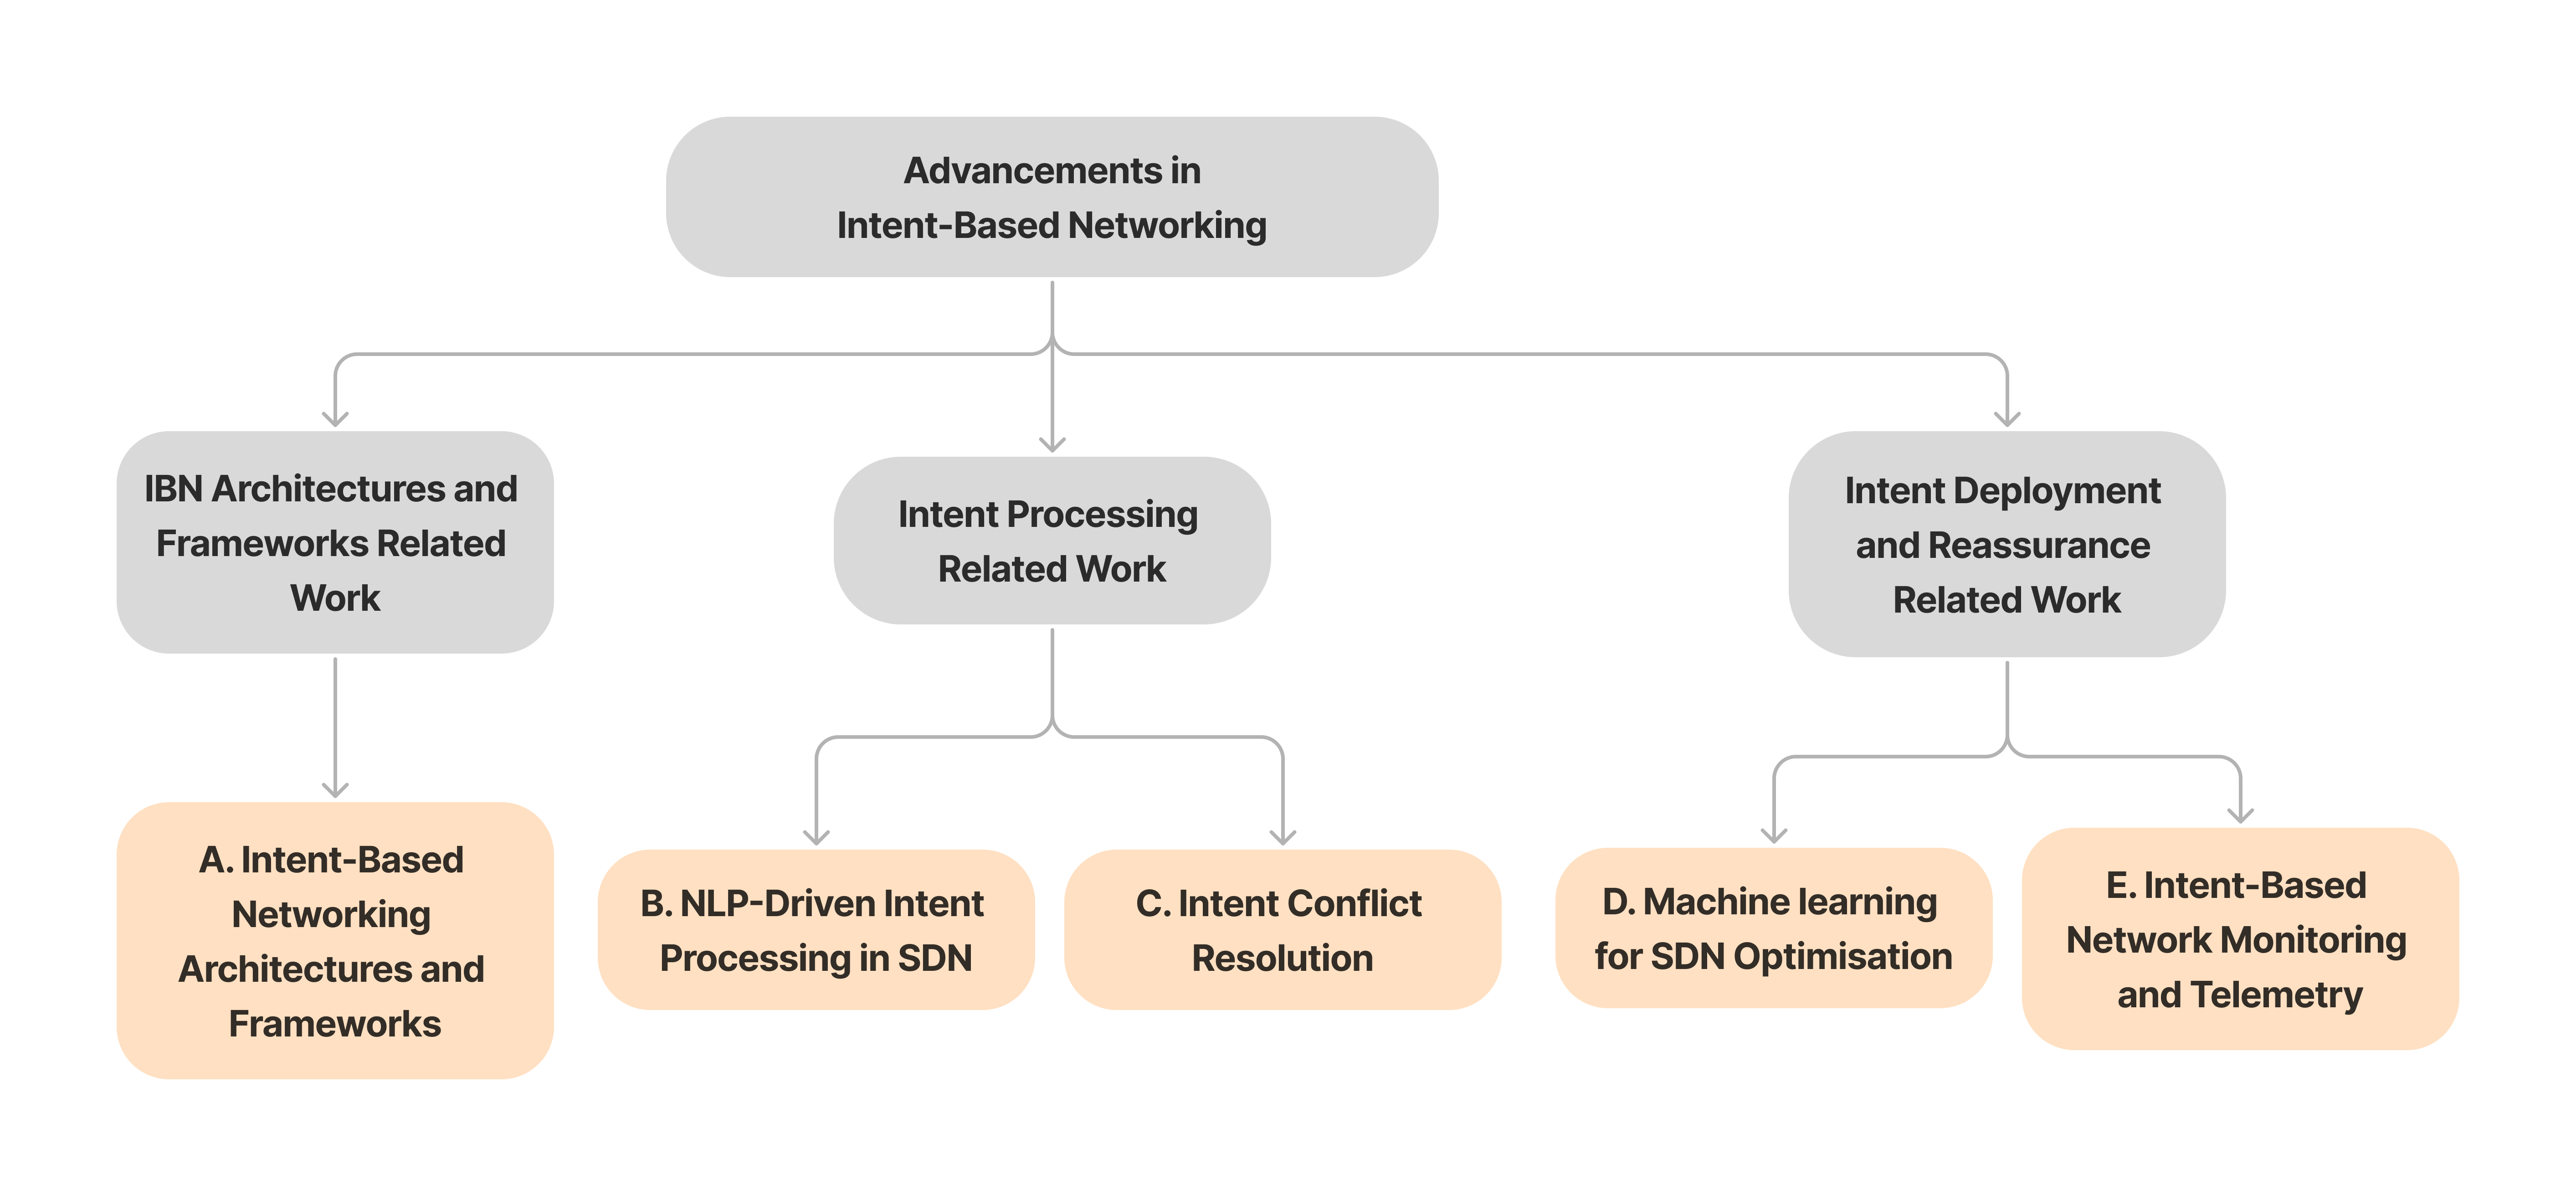 Advancements in
Intent-Based Networking
IBN Architectures and
Frameworks Related
Work
Intent Processing
Related Work
Intent Deployment
and Reassurance
Related Work
A. Intent-Based
Networking
Architectures and
Frameworks
B. NLP-Driven Intent
Processing in SDN
C. Intent Conflict
Resolution
D. Machine learning
for SDN Optimisation
E. Intent-Based
Network Monitoring
and Telemetry